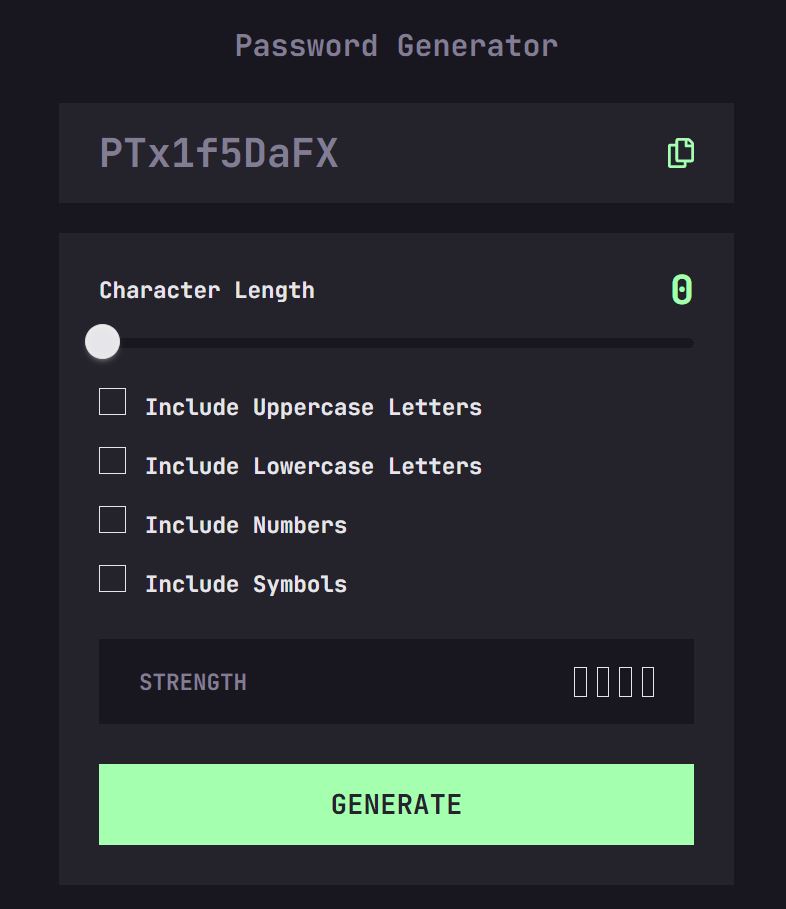 Password Generator
PTx1f5DaFX
Character Length
0
Include Uppercase Letters
Include Lowercase Letters
Include Numbers
Include Symbols
STRENGTH
GENERATE